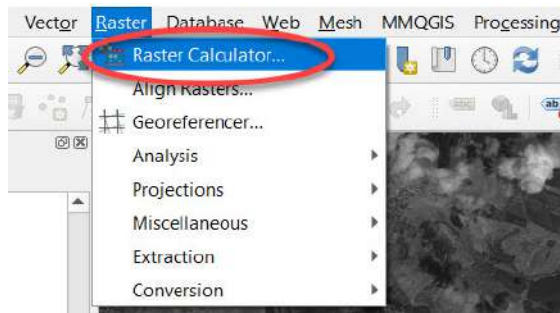 Vector Raster Database Web Mesh MMQGIS Processing
Raster Calculator...
Align Rasters...
Georeferencer...
Analysis
Projections
Miscellaneous
Extraction
Conversion